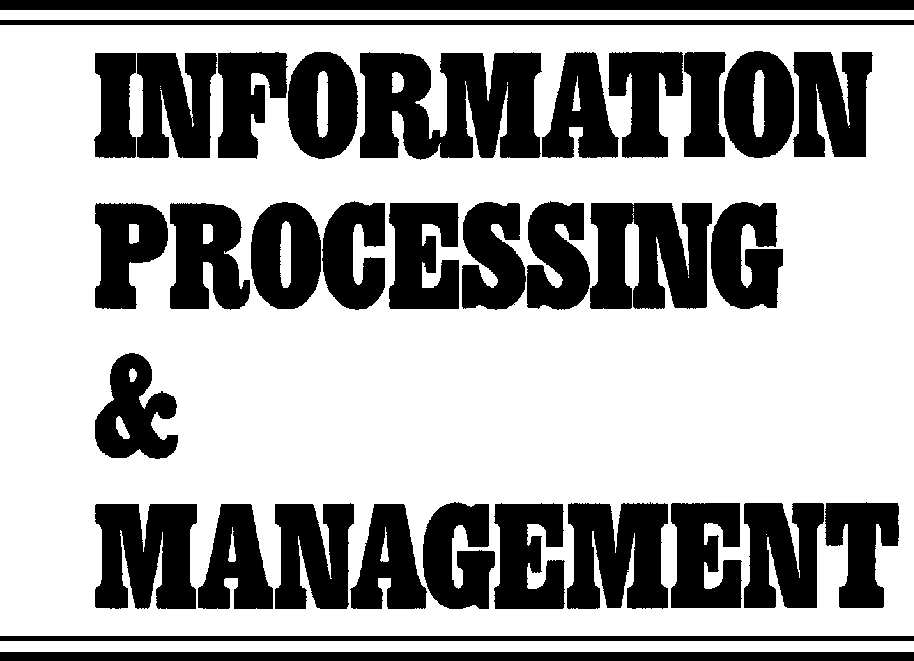 INFORMATION
PROCESSING
&
MANAGEMENT